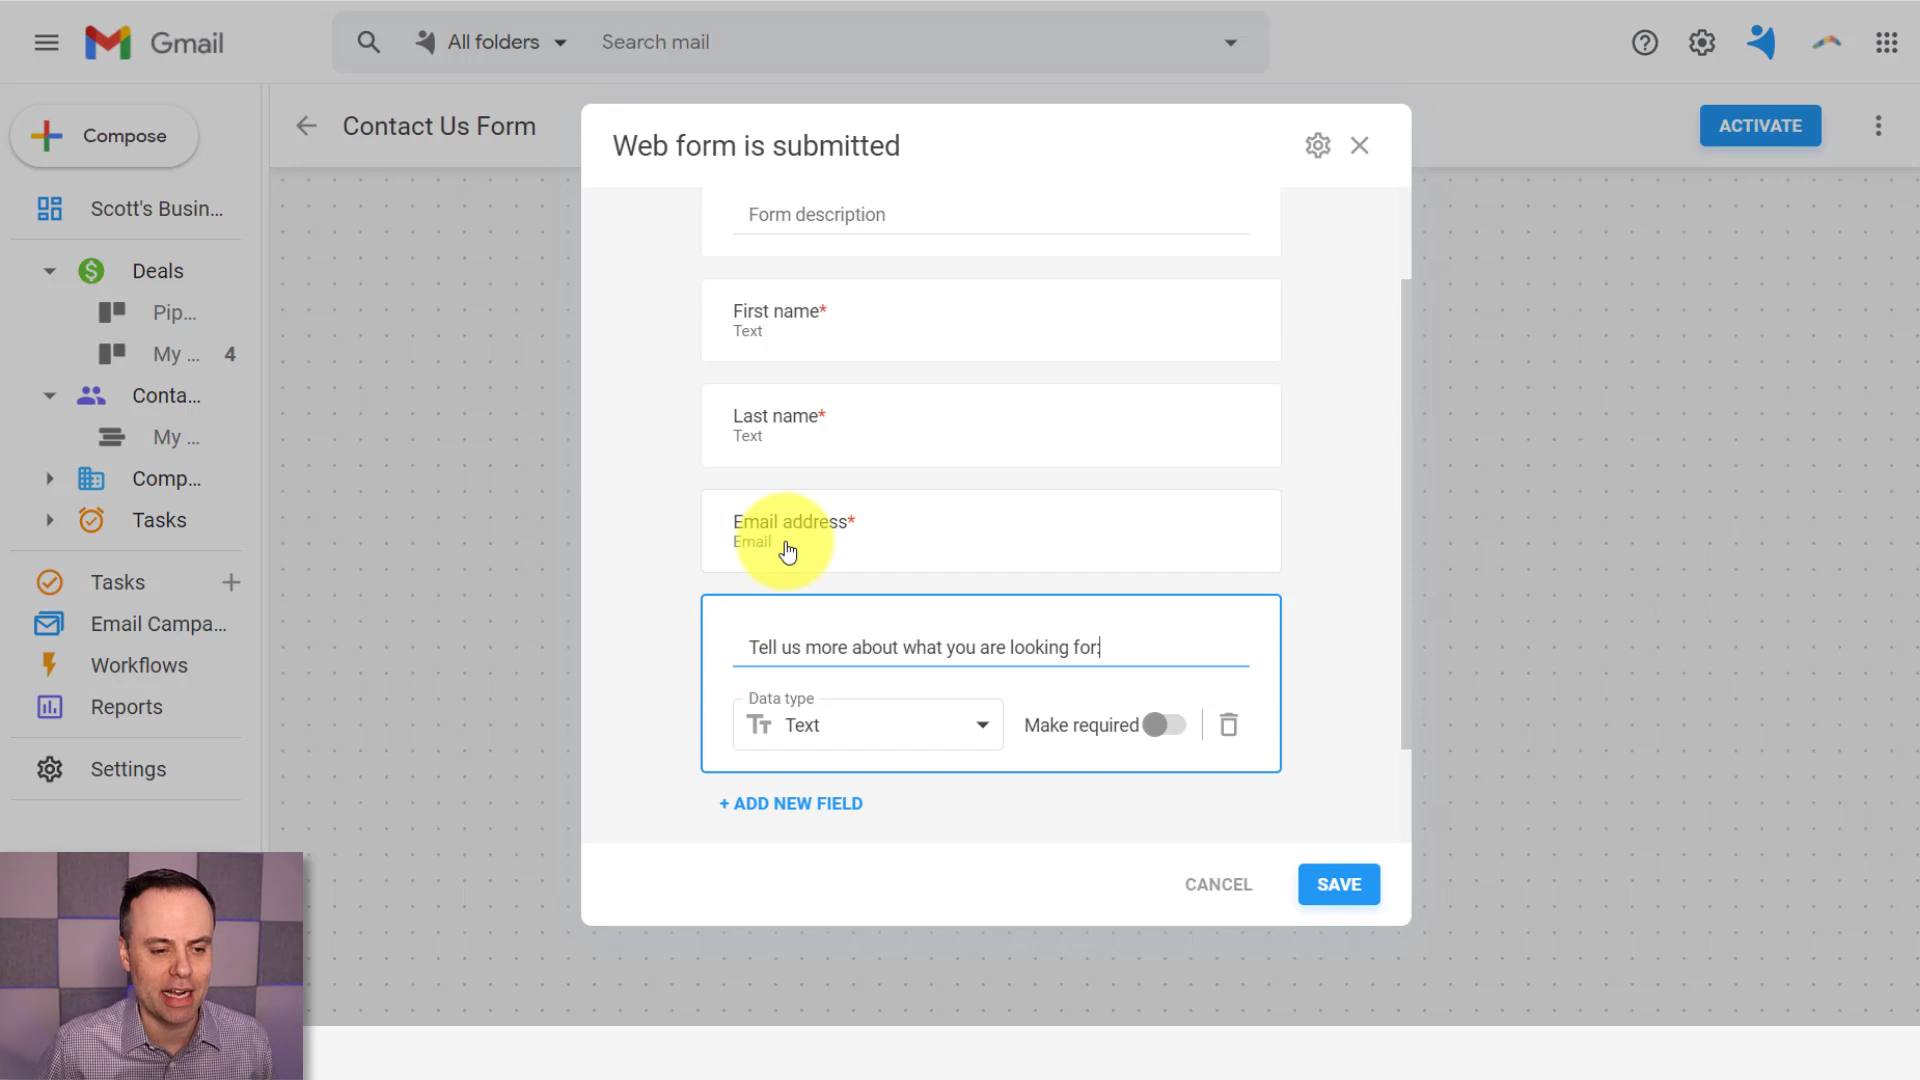 Gmail
All folders
Search mail
Compose
Contact Us Form
ACTIVATE
Web form is submitted
Scott's Busin...
Deals
Pip...
My ...
4
Conta...
My ...
Comp...
Tasks
Tasks
Email Campa...
Workflows
Reports
Settings
Form description
First name*
Text
Last name*
Text
Email address*
Email
Tell us more about what you are looking for:
Data type
Text
Make required
+ ADD NEW FIELD
CANCEL
SAVE